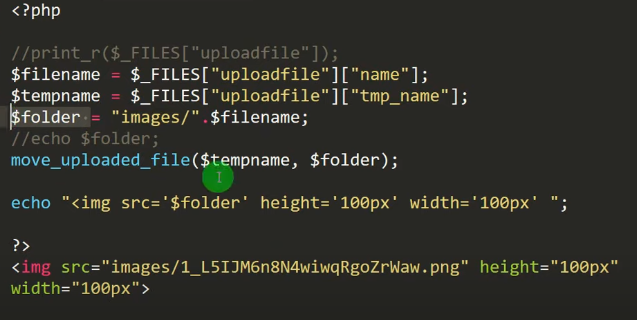 <?php
//print_r($_FILES["uploadfile"]);
$filename = $_FILES["uploadfile"]["name"];
$tempname = $_FILES["uploadfile"]["tmp_name"];
$folder = "images/".$filename;
//echo $folder;
move_uploaded_file($tempname, $folder);
echo "<img src='$folder' height='100px' width='100px' ";
?>
<img src="images/1_L5IJM6n8N4wiwqRgoZrWaw.png" height="100px"
width="100px">